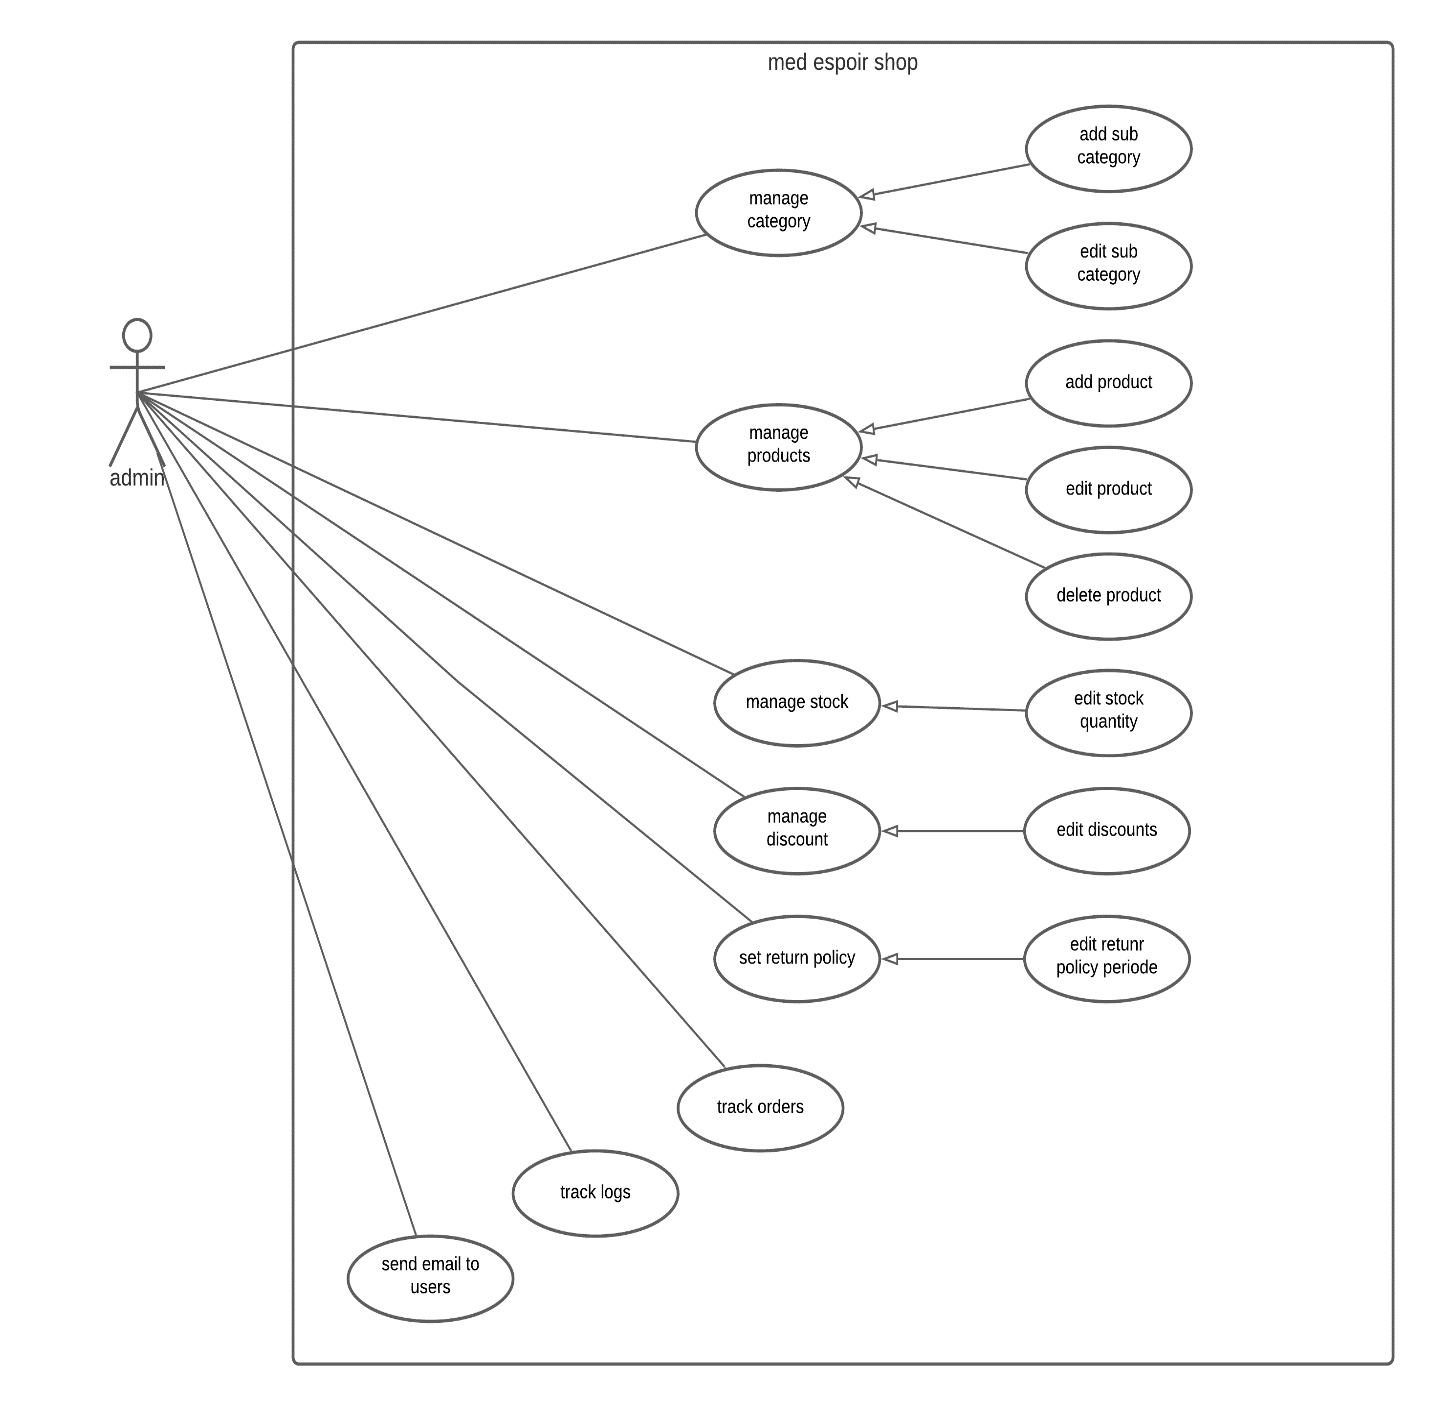 med espoir shop
add sub
category
manage
category
edit sub
category
admin
add product
manage
products
edit product
delete product
manage stock
edit stock
quantity
manage
discount
edit discounts
set return policy
edit retunr
policy periode
track orders
track logs
send email to
users